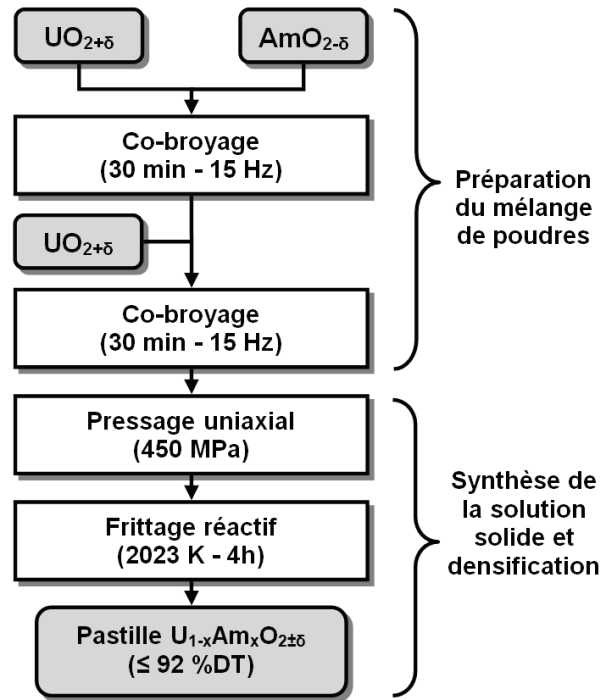 UO₂₊δ
AmO₂₋δ
Co-broyage
(30 min - 15 Hz)
UO₂₊δ
Co-broyage
(30 min - 15 Hz)
Préparation
du mélange
de poudres
Pressage uniaxial
(450 MPa)
Frittage réactif
(2023 K - 4h)
Pastille U₁₋ₓAmₓO₂±δ
(≤ 92 %DT)
Synthèse de
la solution
solide et
densification